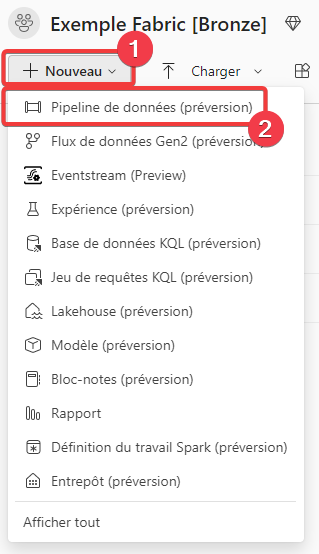 Exemple Fabric [Bronze]
1
Nouveau
Charger
Pipeline de données (préversion)
2
Flux de données Gen2 (préversion)
Eventstream (Preview)
Expérience (préversion)
Base de données KQL (préversion)
Jeu de requêtes KQL (préversion)
Lakehouse (préversion)
Modèle (préversion)
Bloc-notes (préversion)
Rapport
Définition du travail Spark (préversion)
Entrepôt (préversion)
Afficher tout